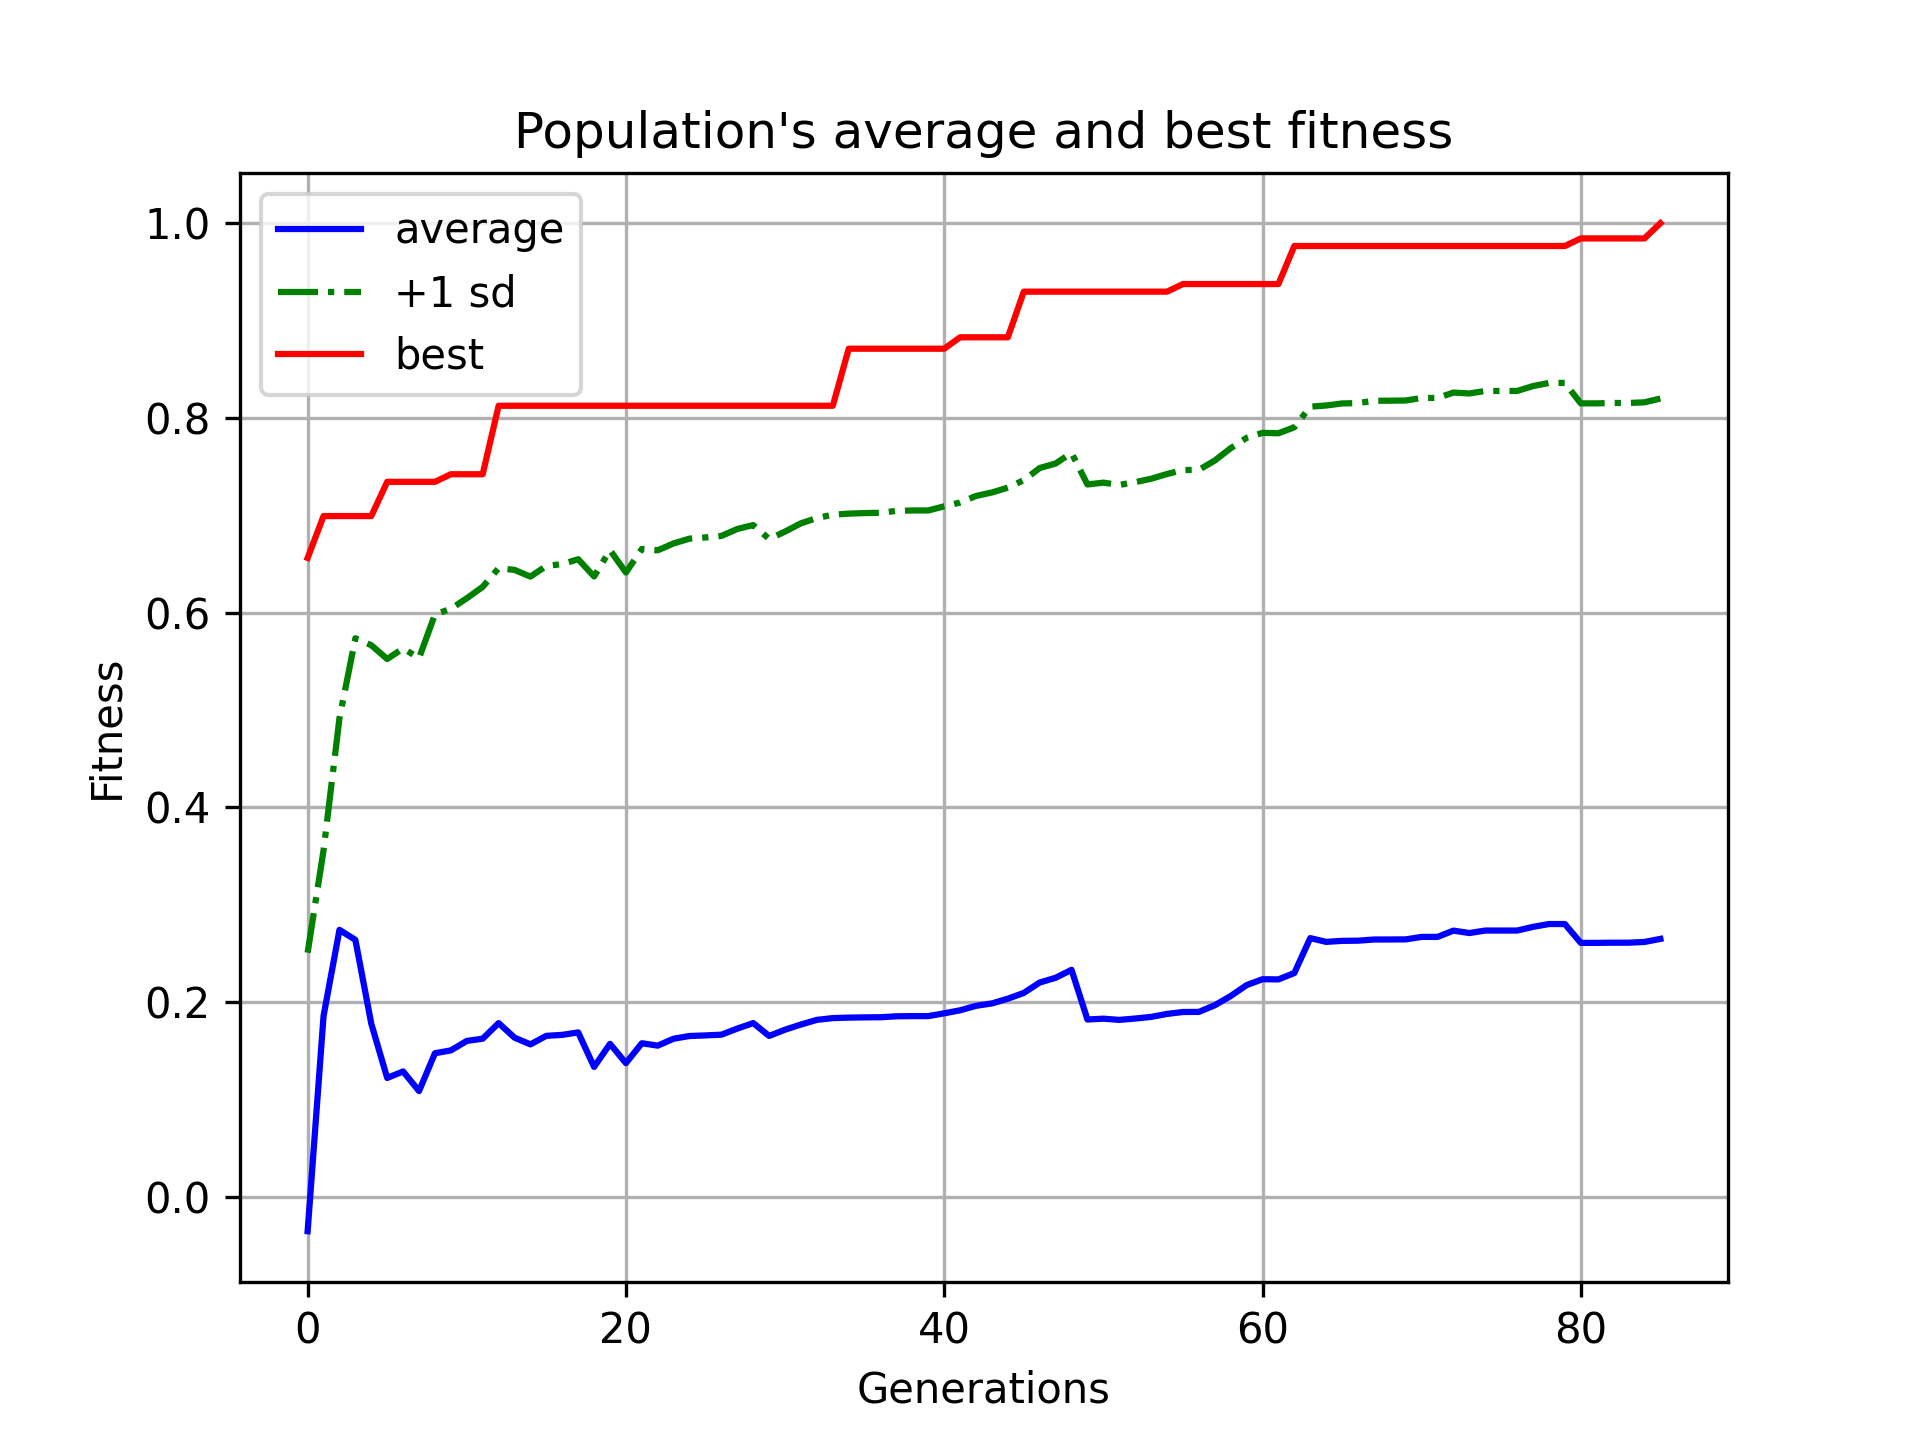 Population's average and best fitness
average
+1 sd
best
1.0
0.8
0.6
0.4
0.2
0.0
Fitness
0 20 40 60 80
Generations